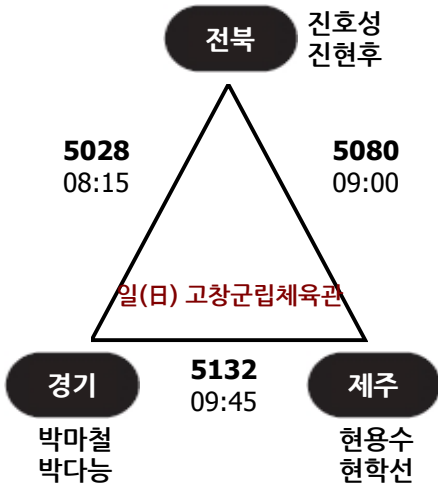 전북
진호성
진현후
5028
08:15
5080
09:00
일(日) 고창군립체육관
경기
박마철
박다능
5132
09:45
제주
현용수
현학선